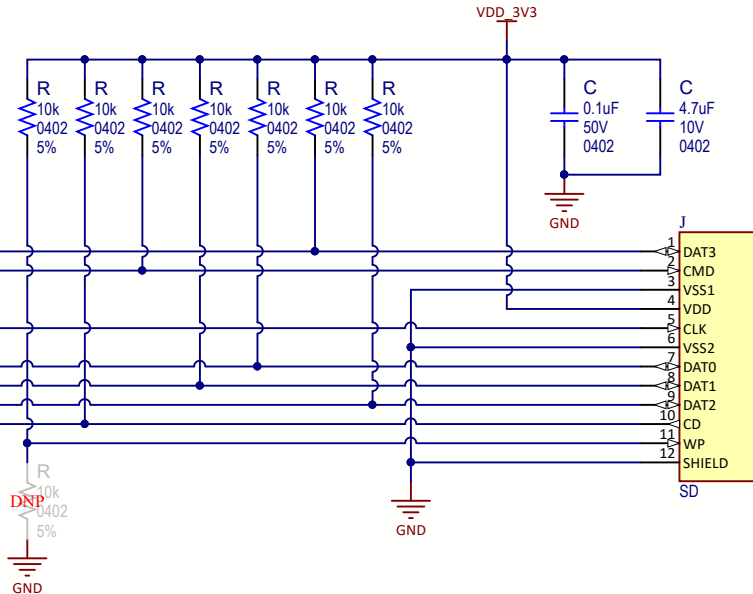 VDD_3V3
R
10k
0402
5%
R
10k
0402
5%
R
10k
0402
5%
R
10k
0402
5%
R
10k
0402
5%
R
10k
0402
5%
R
10k
0402
5%
C
0.1uF
50V
0402
C
4.7uF
10V
0402
GND
J
1 DAT3
2 CMD
3 VSS1
4 VDD
5 CLK
6 VSS2
7 DAT0
8 DAT1
9 DAT2
10 CD
11 WP
12 SHIELD
SD
R
10k
0402
5%
DNP
GND
GND